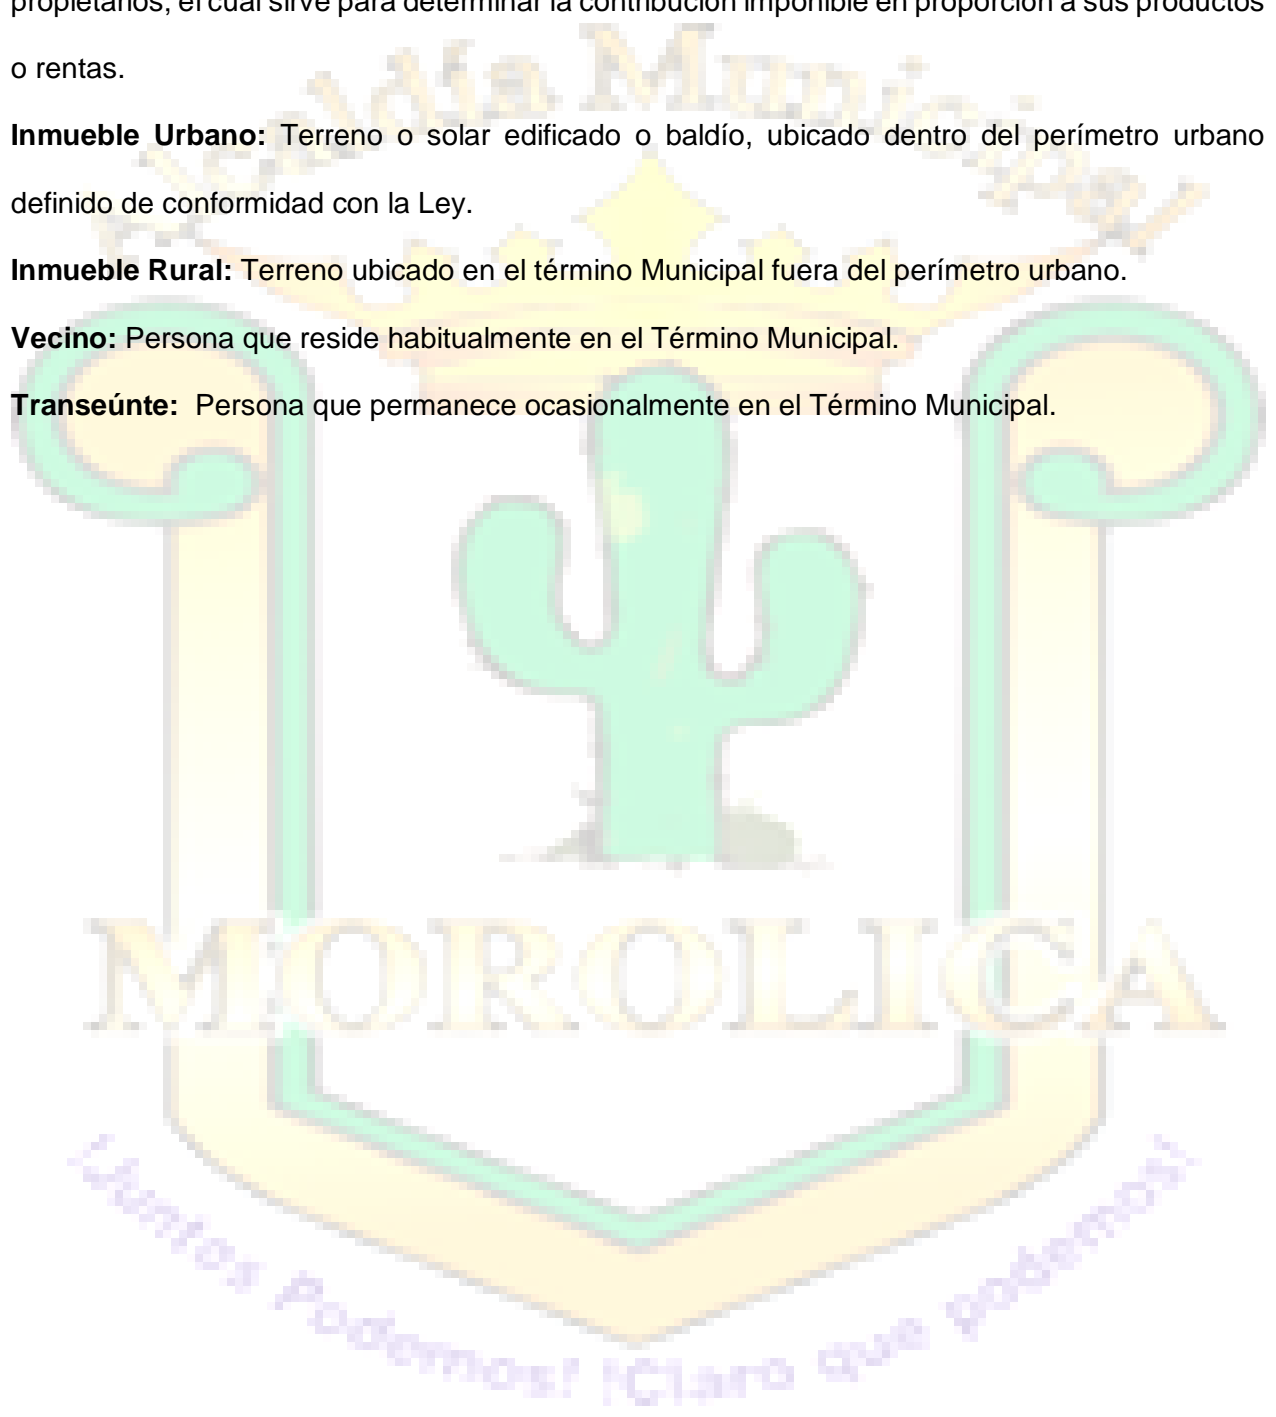 propietarios, el cual sirve para determinar la contribución imponible en proporción a sus productos
o rentas.
Inmueble Urbano: Terreno o solar edificado o baldío, ubicado dentro del perímetro urbano
definido de conformidad con la Ley.
Inmueble Rural: Terreno ubicado en el término Municipal fuera del perímetro urbano.
Vecino: Persona que reside habitualmente en el Término Municipal.
Transeúnte: Persona que permanece ocasionalmente en el Término Municipal.
Alcaldía Municipal
MOROLICA
¡Juntos Podemos! ¡Claro que podemos!